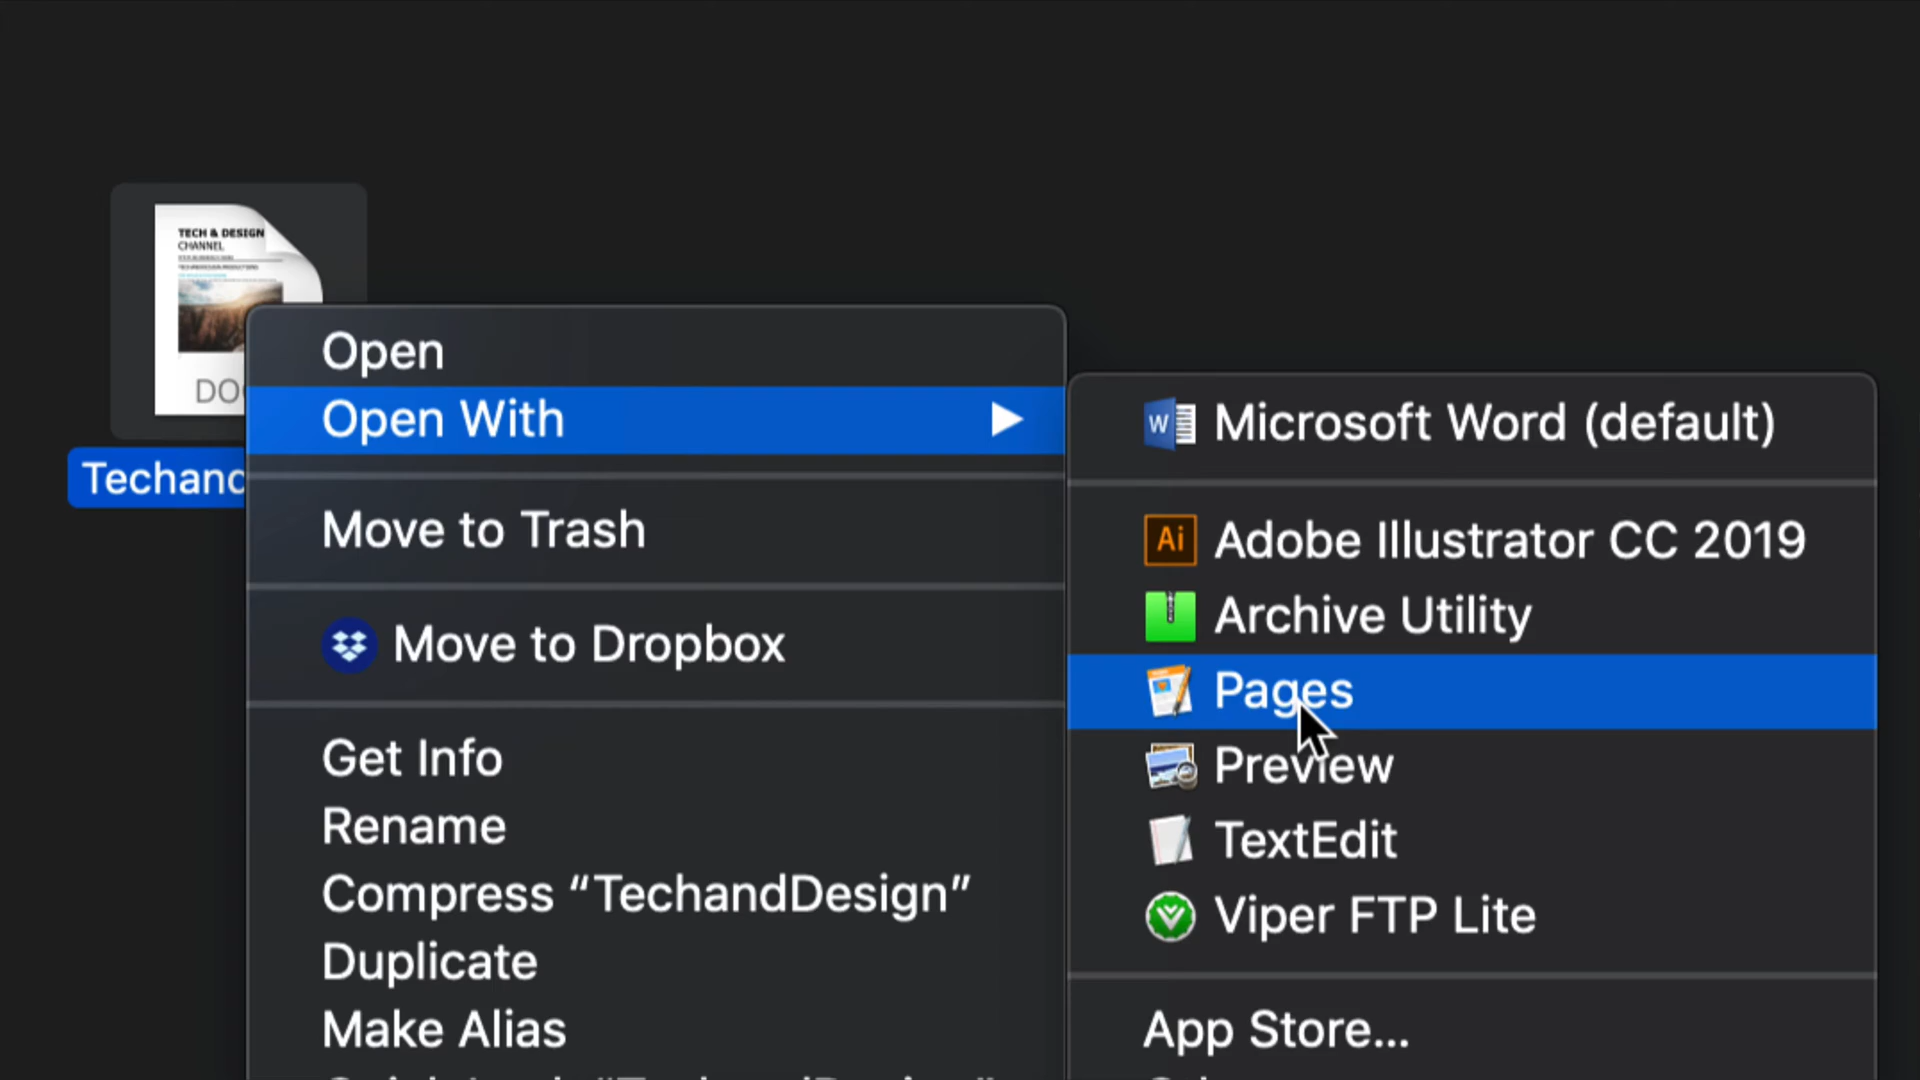 TECH & DESIGN
CHANNEL
DOC
Techand
Open
Open With
Move to Trash
Move to Dropbox
Get Info
Rename
Compress “TechandDesign”
Duplicate
Make Alias
W
Microsoft Word (default)
Ai
Adobe Illustrator CC 2019
Archive Utility
Pages
Preview
TextEdit
Viper FTP Lite
App Store...